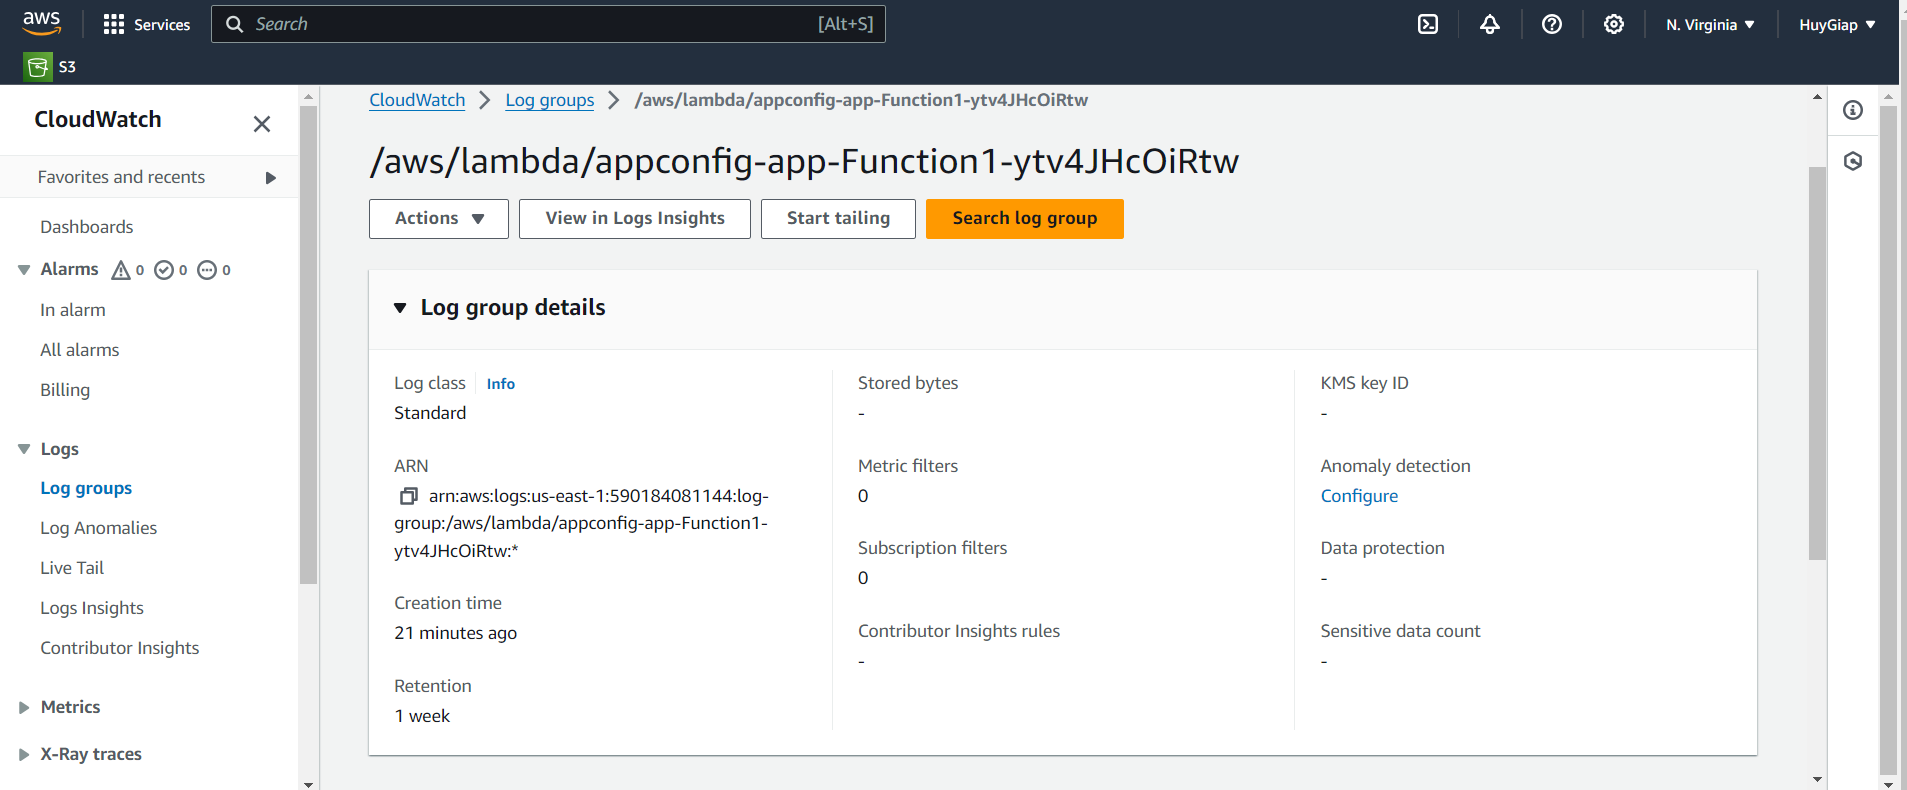 aws
Services
Search
[Alt+S]
N. Virginia
HuyGiap
S3
CloudWatch
Favorites and recents
Dashboards
Alarms 0 0 0
In alarm
All alarms
Billing
Logs
Log groups
Log Anomalies
Live Tail
Logs Insights
Contributor Insights
Metrics
X-Ray traces
CloudWatch Log groups /aws/lambda/appconfig-app-Function1-ytv4JHcOiRtw
/aws/lambda/appconfig-app-Function1-ytv4JHcOiRtw
Actions
View in Logs Insights
Start tailing
Search log group
Log group details
Log class Info
Standard
ARN
arn:aws:logs:us-east-1:590184081144:log-
group:/aws/lambda/appconfig-app-Function1-
ytv4JHcOiRtw:*
Creation time
21 minutes ago
Retention
1 week
Stored bytes
-
Metric filters
0
Subscription filters
0
Contributor Insights rules
-
KMS key ID
-
Anomaly detection
Configure
Data protection
-
Sensitive data count
-